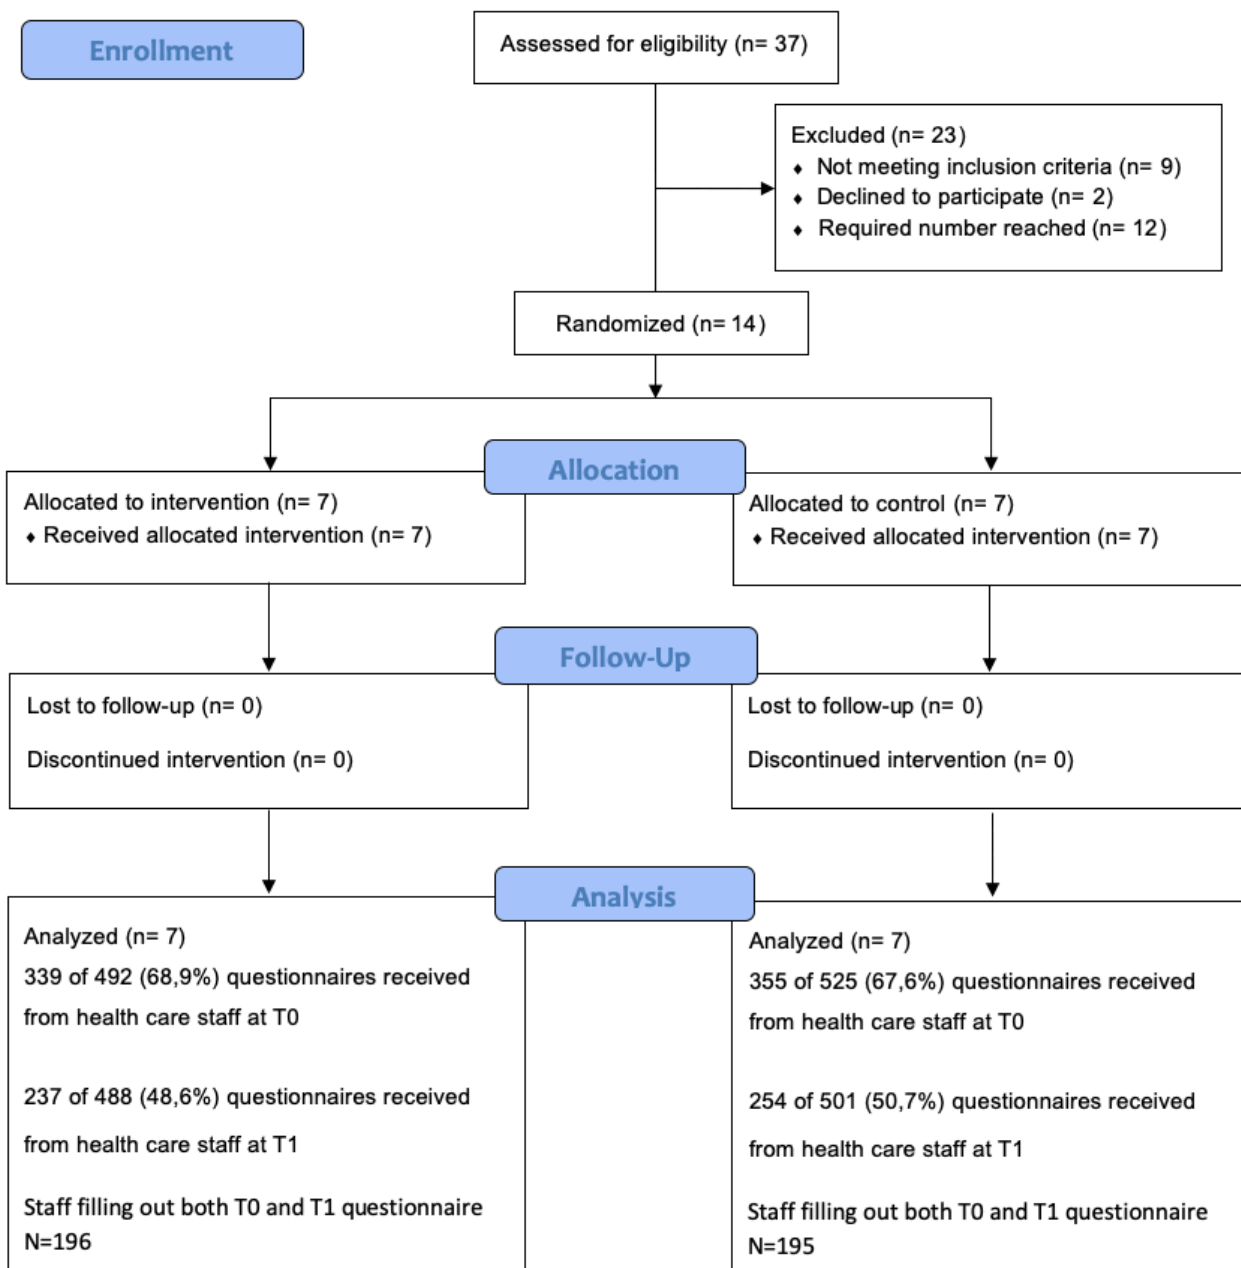 Enrollment
Assessed for eligibility (n= 37)
Excluded (n= 23)
♦ Not meeting inclusion criteria (n= 9)
♦ Declined to participate (n= 2)
♦ Required number reached (n= 12)
Randomized (n= 14)
Allocation
Allocated to intervention (n= 7)
♦ Received allocated intervention (n= 7)
Allocated to control (n= 7)
♦ Received allocated intervention (n= 7)
Follow-Up
Lost to follow-up (n= 0)
Discontinued intervention (n= 0)
Lost to follow-up (n= 0)
Discontinued intervention (n= 0)
Analysis
Analyzed (n= 7)
339 of 492 (68,9%) questionnaires received
from health care staff at T0
237 of 488 (48,6%) questionnaires received
from health care staff at T1
Staff filling out both T0 and T1 questionnaire
N=196
Analyzed (n= 7)
355 of 525 (67,6%) questionnaires received
from health care staff at T0
254 of 501 (50,7%) questionnaires received
from health care staff at T1
Staff filling out both T0 and T1 questionnaire
N=195